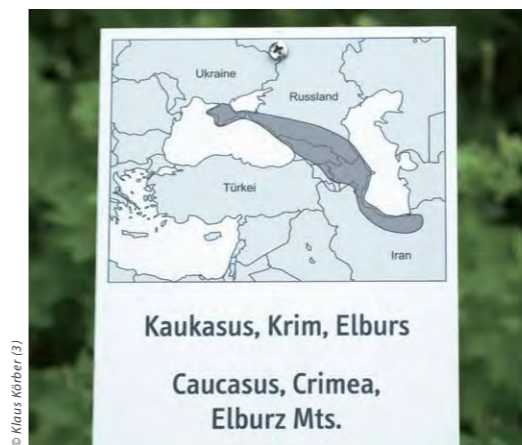 Ukraine
Russland
Türkei
Iran
Kaukasus, Krim, Elburs
Caucasus, Crimea,
Elburz Mts.
© Klaus Körber (3)